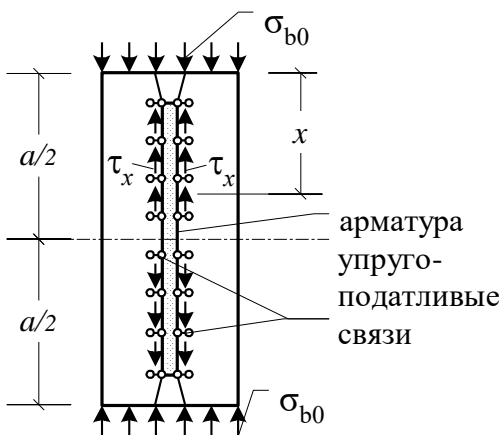 σb0
a/2
x
τx
τx
арматура
упруго-
податливые
связи
a/2
σb0